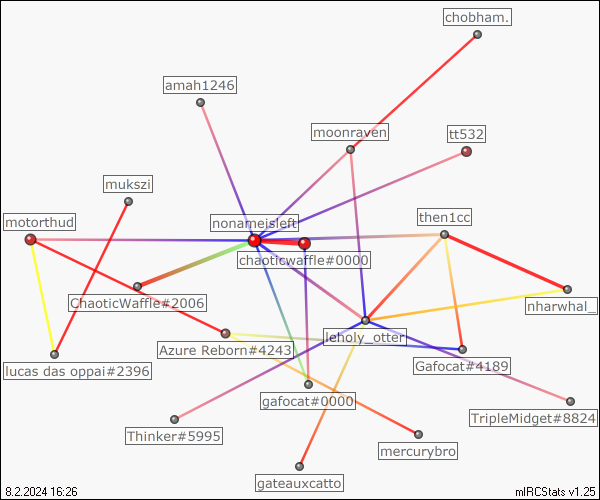 chobham.
amah1246
moonraven
tt532
mukszi
motorthud
nonameisleft
then1cc
chaoticwaffle#0000
ChaoticWaffle#2006
nharwhal_
leholy_otter
Azure Reborn#4243
Gafocat#4189
lucas das oppai#2396
gafocat#0000
TripleMidget#8824
Thinker#5995
mercurybro
gateauxcatto
8.2.2024 16:26
mIRCStats v1.25